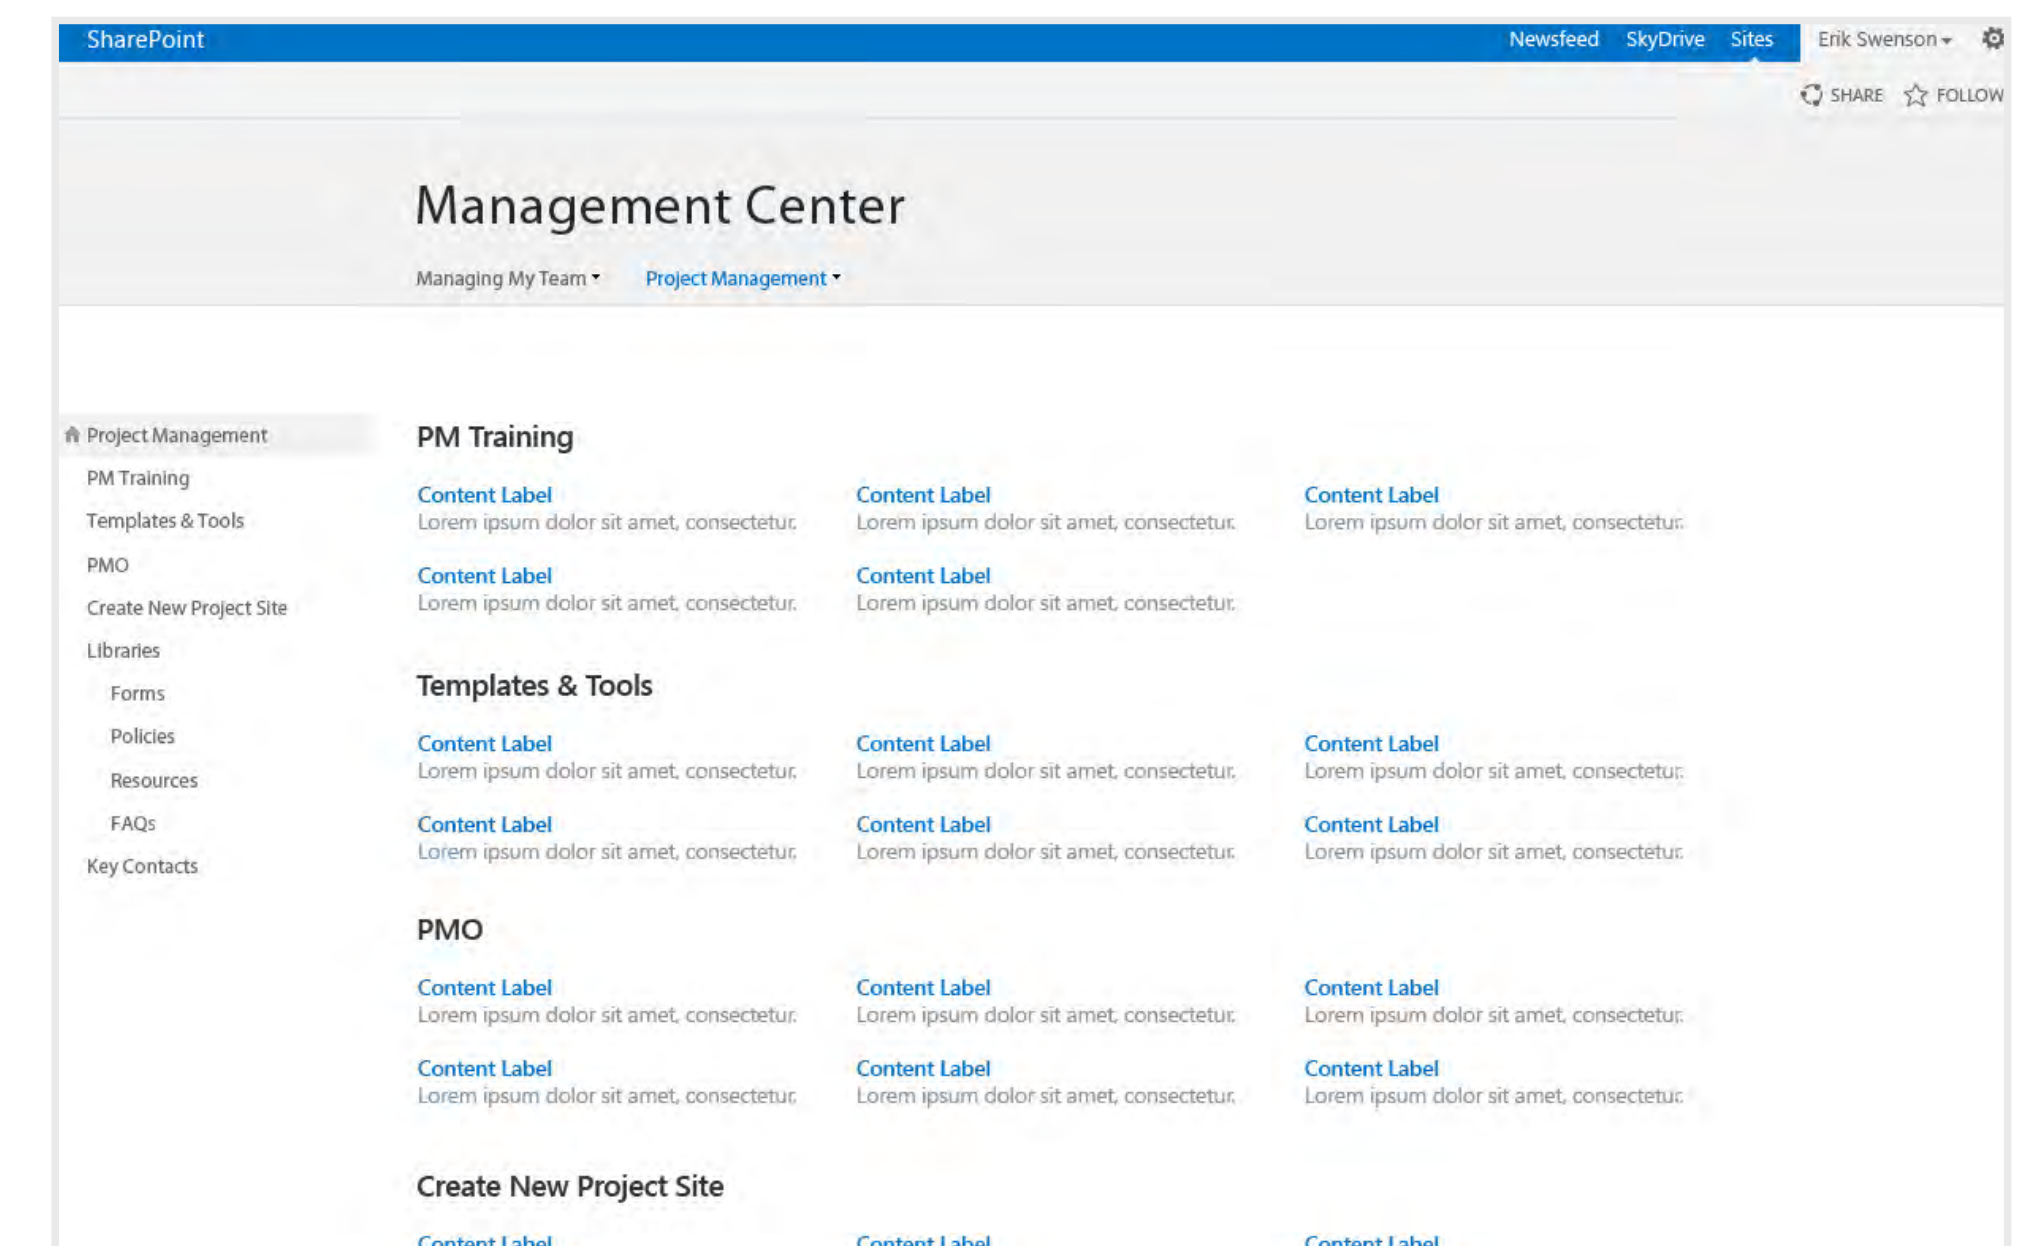 SharePoint Newsfeed SkyDrive Sites Erik Swenson
SHARE FOLLOW
Management Center
Managing My Team Project Management
Project Management
PM Training
Templates & Tools
PMO
Create New Project Site
Libraries
Forms
Policies
Resources
FAQs
Key Contacts
PM Training
Content Label Content Label Content Label
Lorem ipsum dolor sit amet, consectetur. Lorem ipsum dolor sit amet, consectetur. Lorem ipsum dolor sit amet, consectetur.
Content Label Content Label
Lorem ipsum dolor sit amet, consectetur. Lorem ipsum dolor sit amet, consectetur.
Templates & Tools
Content Label Content Label Content Label
Lorem ipsum dolor sit amet, consectetur. Lorem ipsum dolor sit amet, consectetur. Lorem ipsum dolor sit amet, consectetur.
Content Label Content Label Content Label
Lorem ipsum dolor sit amet, consectetur. Lorem ipsum dolor sit amet, consectetur. Lorem ipsum dolor sit amet, consectetur.
PMO
Content Label Content Label Content Label
Lorem ipsum dolor sit amet, consectetur. Lorem ipsum dolor sit amet, consectetur. Lorem ipsum dolor sit amet, consectetur.
Content Label Content Label Content Label
Lorem ipsum dolor sit amet, consectetur. Lorem ipsum dolor sit amet, consectetur. Lorem ipsum dolor sit amet, consectetur.
Create New Project Site
Content Label Content Label Content Label